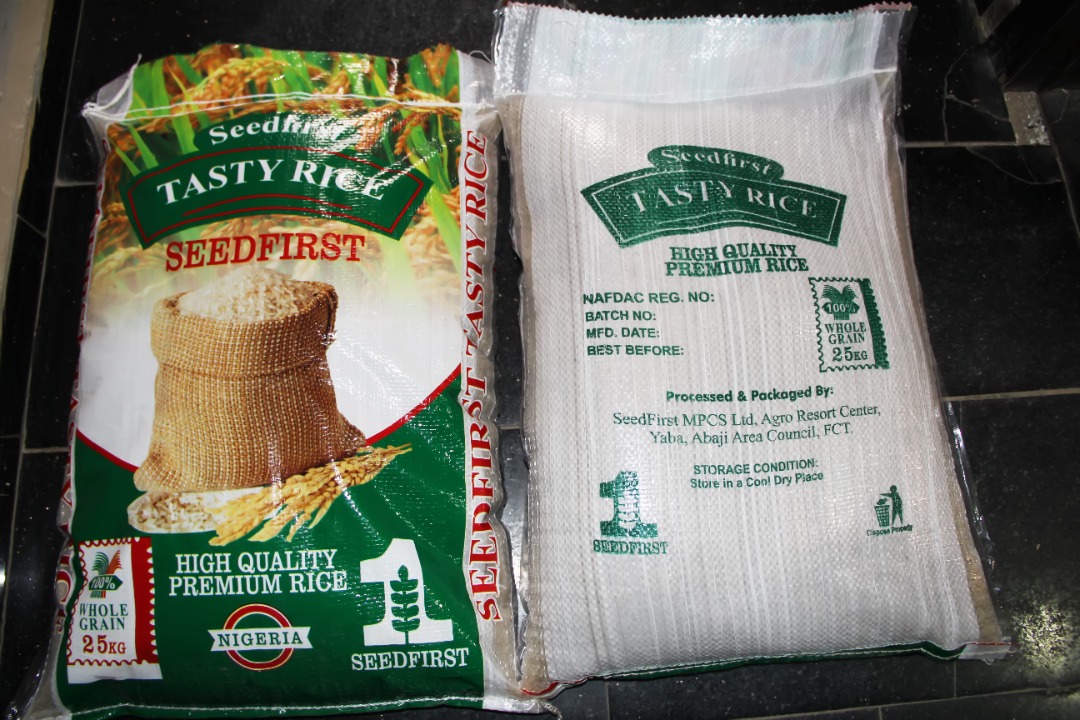 Seedfirst
TASTY RICE
SEEDFIRST
HIGH QUALITY
PREMIUM RICE
100%
WHOLE
GRAIN
25KG
NIGERIA
1
SEEDFIRST
SEEDFIRST TASTY RICE
Seedfirst
TASTY RICE
HIGH QUALITY
PREMIUM RICE
NAFDAC REG. NO:
BATCH NO:
MFD. DATE:
BEST BEFORE:
100%
WHOLE
GRAIN
25KG
Processed & Packaged By:
SeedFirst MPCS Ltd, Agro Resort Center,
Yaba, Abaji Area Council, FCT.
STORAGE CONDITION:
Store in a Cool Dry Place
1
SEEDFIRST
Dispose Properly